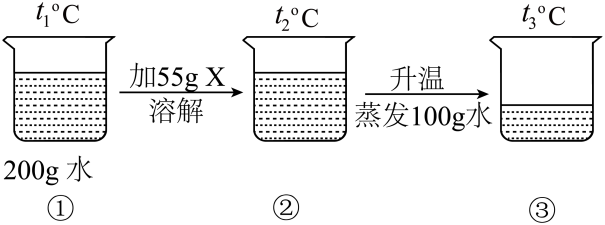 t₁℃ t₂℃ t₃℃
加55g X 升温
溶解 蒸发100g水
200g 水
① ② ③